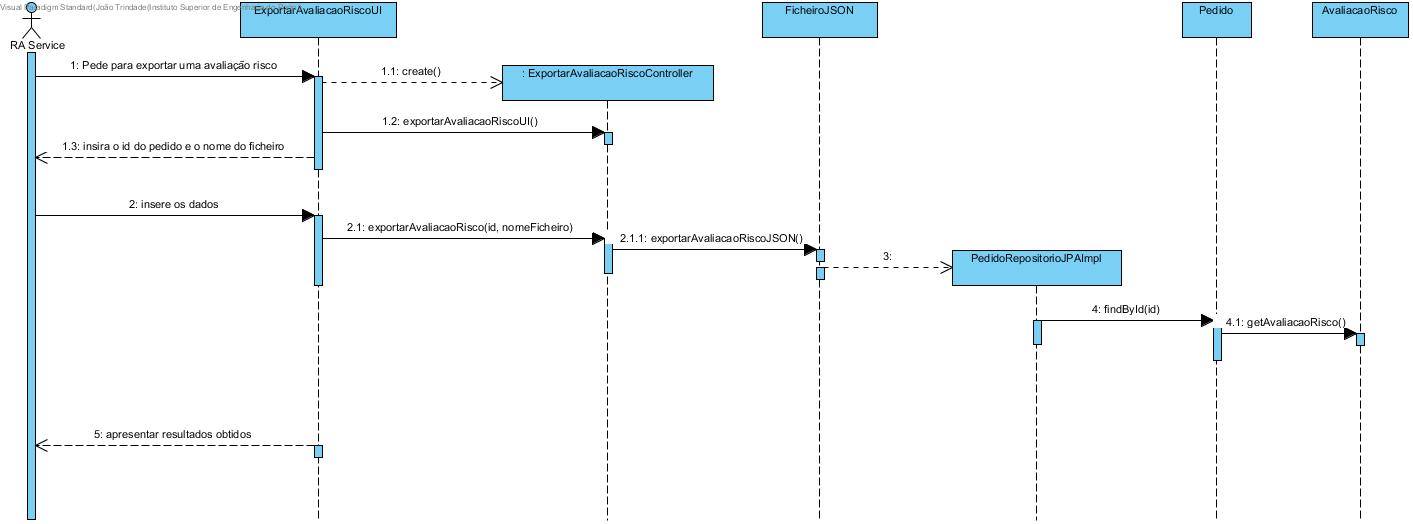 Visual Paradigm Standard(João Trindade(Instituto Superior de Eng
ExportarAvaliacaoRiscoUI
FicheiroJSON
Pedido
AvaliacaoRisco
RA Service
1: Pede para exportar uma avaliação risco
1.1: create()
: ExportarAvaliacaoRiscoController
1.2: exportarAvaliacaoRiscoUI()
1.3: insira o id do pedido e o nome do ficheiro
2: insere os dados
2.1: exportarAvaliacaoRisco(id, nomeFicheiro)
2.1.1: exportarAvaliacaoRiscoJSON()
3:
PedidoRepositorioJPAImpl
4: findById(id)
4.1: getAvaliacaoRisco()
5: apresentar resultados obtidos